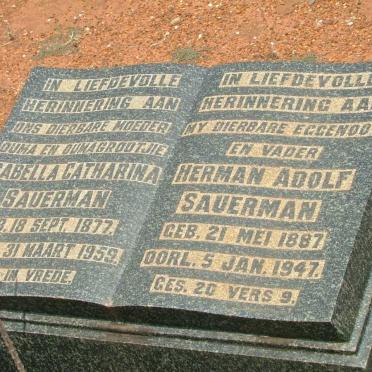 IN LIEFDEVOLLE
HERINNERING AAN
ONS DIERBARE MOEDER
OUMA EN OUMAGROOTJIE
ABELLA CATHARINA
SAUERMAN
18 SEPT. 1877.
31 MAART 1959.
IN VREDE
IN LIEFDEVOLLE
HERINNERING AA
MY DIERBARE EGGENOO
EN VADER
HERMAN ADOLF
SAUERMAN
GEB. 21 MEI 1887
OORL. 5 JAN. 1947.
GES. 20 VERS 9.